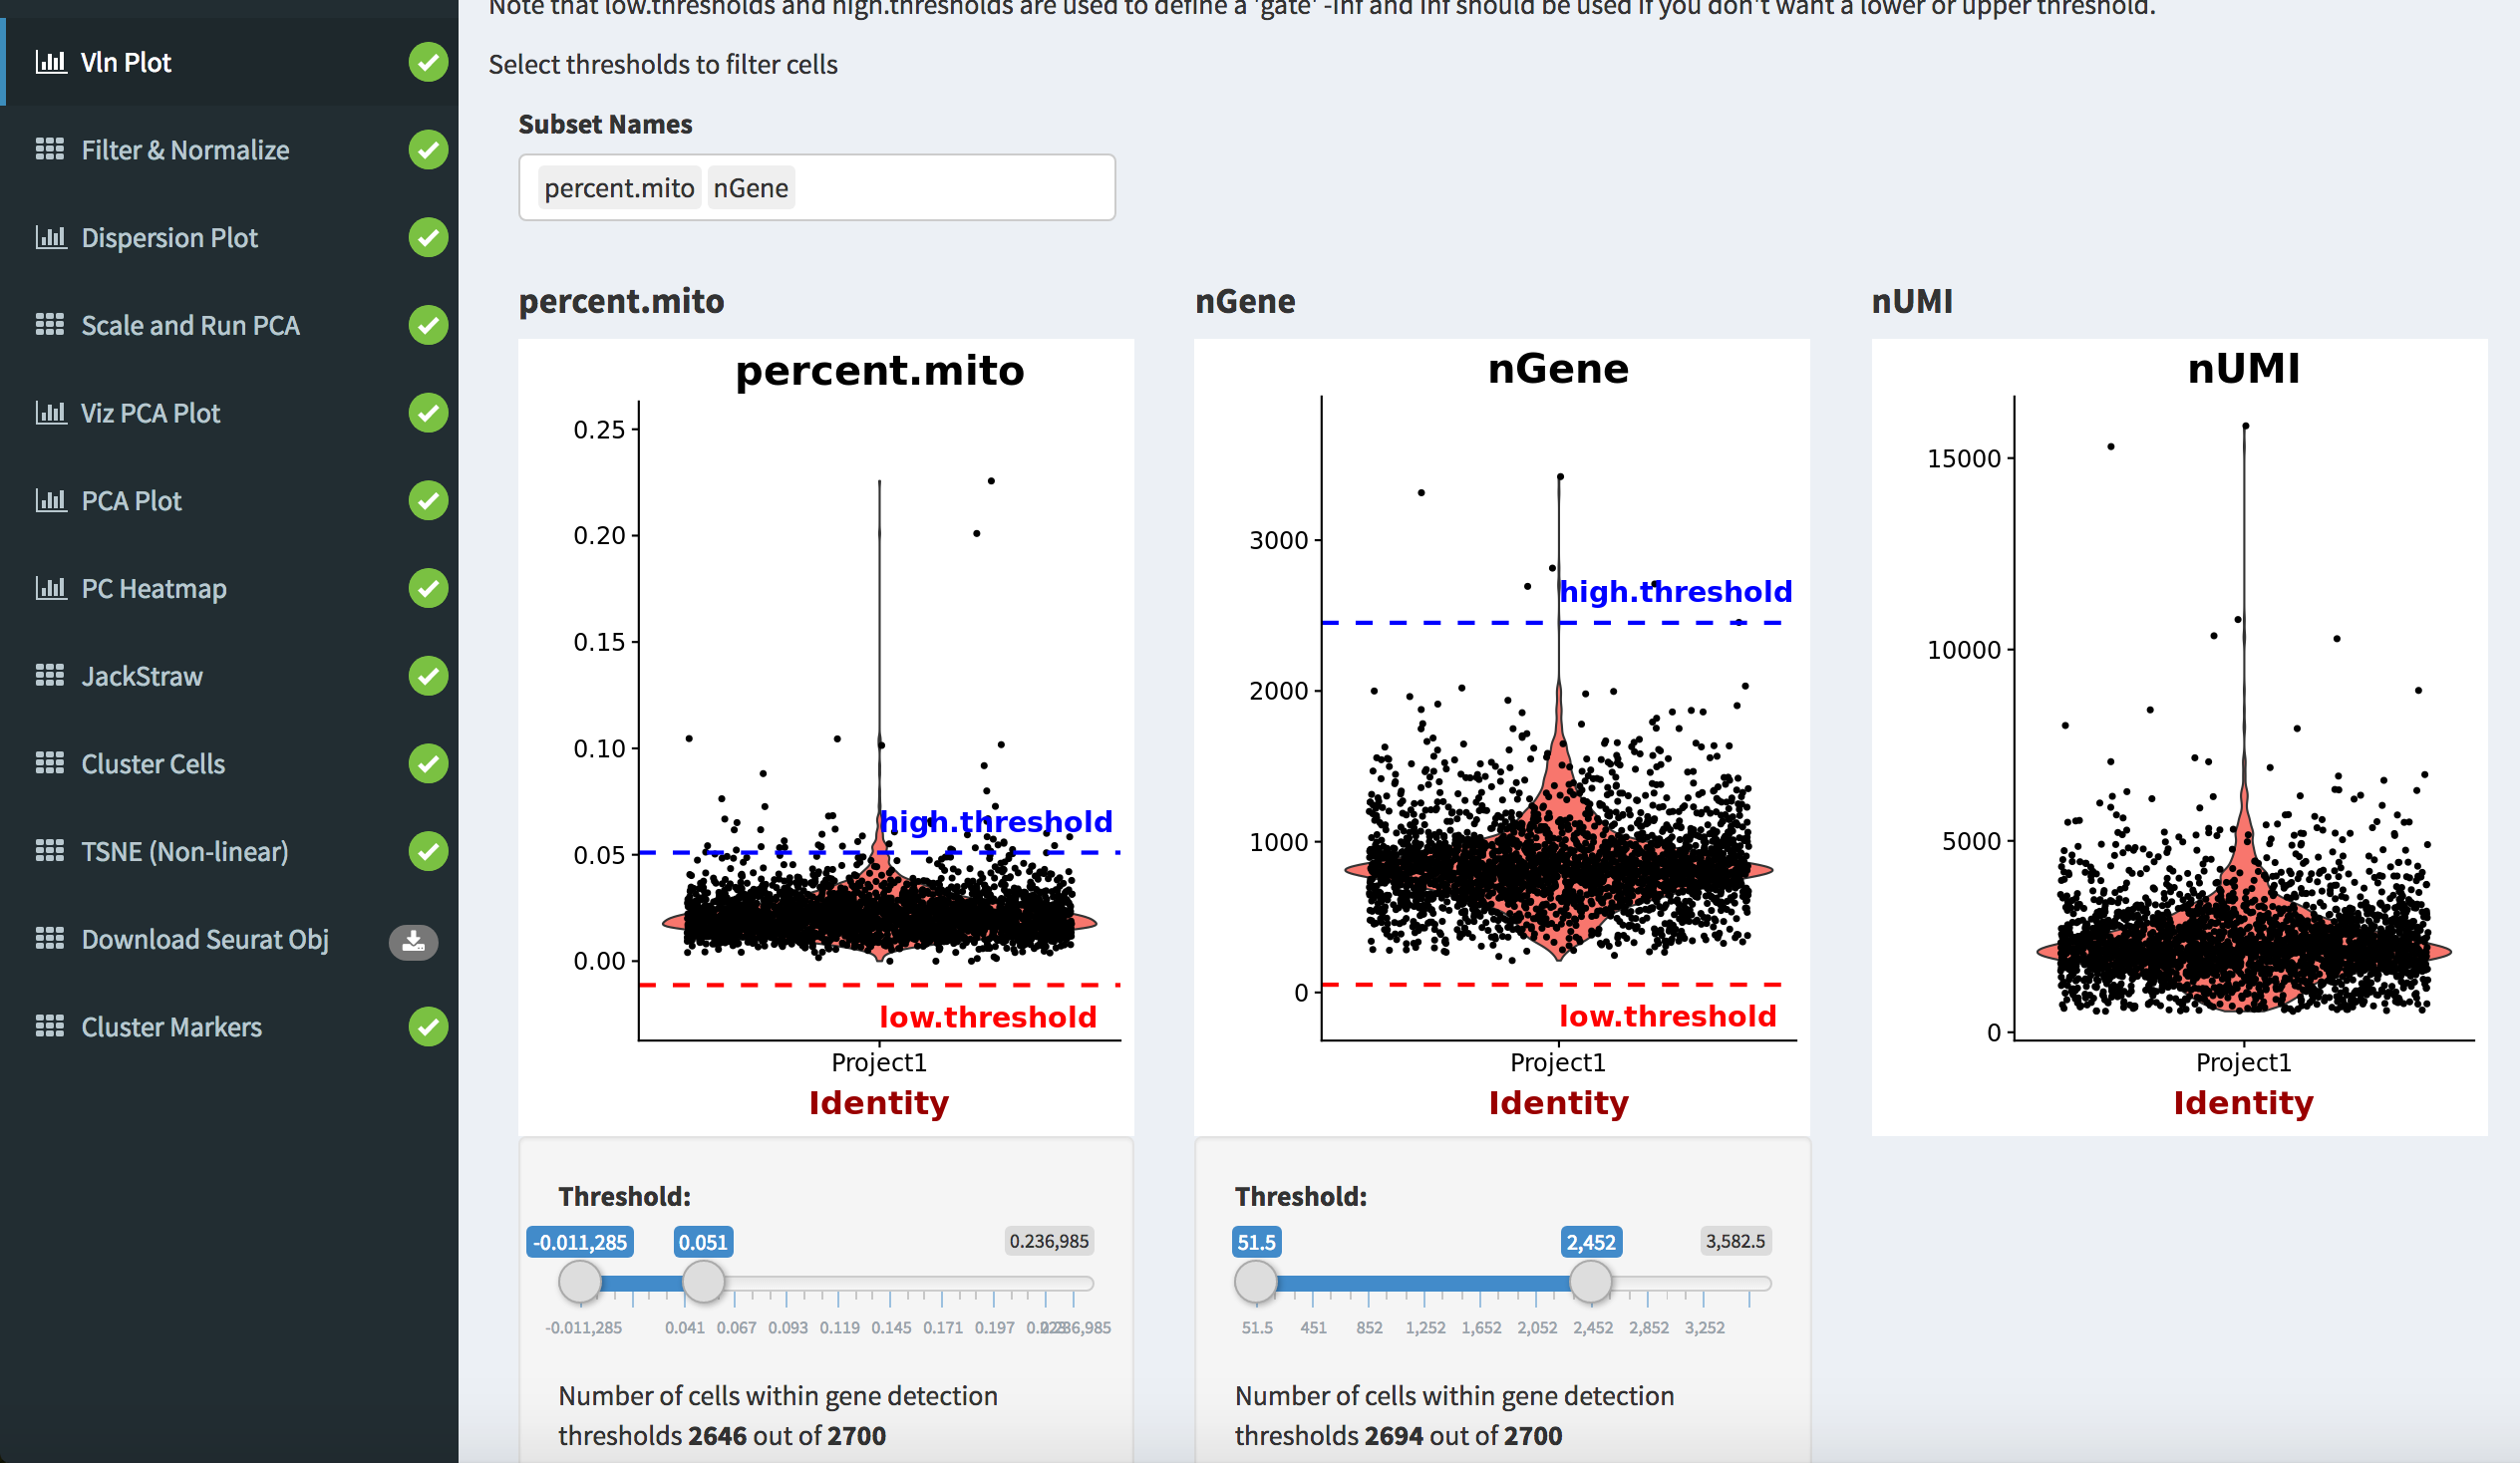 Note that low.thresholds and high.thresholds are used to define a 'gate' -Inf and Inf should be used if you don't want a lower or upper threshold.
Vln Plot
Filter & Normalize
Dispersion Plot
Scale and Run PCA
Viz PCA Plot
PCA Plot
PC Heatmap
JackStraw
Cluster Cells
TSNE (Non-linear)
Download Seurat Obj
Cluster Markers
Select thresholds to filter cells
Subset Names
percent.mito nGene
percent.mito
percent.mito
0.25
0.20
0.15
0.10
0.05
0.00
high.threshold
low.threshold
Project1
Identity
Threshold:
-0.011,285 0.051 0.236,985
-0.011,285 0.041 0.067 0.093 0.119 0.145 0.171 0.197 0.236,985
Number of cells within gene detection
thresholds 2646 out of 2700
nGene
nGene
3000
2000
1000
0
high.threshold
low.threshold
Project1
Identity
Threshold:
51.5 2,452 3,582.5
51.5 451 852 1,252 1,652 2,052 2,452 2,852 3,252
Number of cells within gene detection
thresholds 2694 out of 2700
nUMI
nUMI
15000
10000
5000
0
Project1
Identity